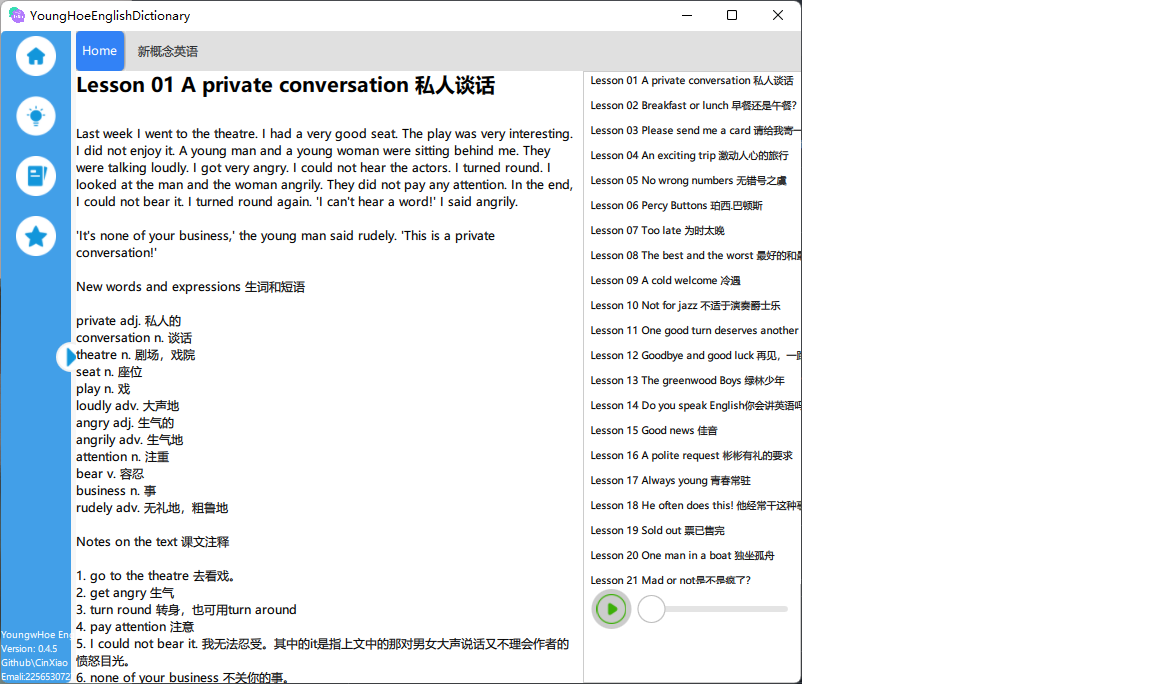 YoungHoeEnglishDictionary
Home
新概念英语
Lesson 01 A private conversation 私人谈话
Last week I went to the theatre. I had a very good seat. The play was very interesting.
I did not enjoy it. A young man and a young woman were sitting behind me. They
were talking loudly. I got very angry. I could not hear the actors. I turned round. I
looked at the man and the woman angrily. They did not pay any attention. In the end,
I could not bear it. I turned round again. 'I can't hear a word!' I said angrily.
'It's none of your business,' the young man said rudely. 'This is a private
conversation!'
New words and expressions 生词和短语
private adj. 私人的
conversation n. 谈话
theatre n. 剧场，戏院
seat n. 座位
play n. 戏
loudly adv. 大声地
angry adj. 生气的
angrily adv. 生气地
attention n. 注重
bear v. 容忍
business n. 事
rudely adv. 无礼地，粗鲁地
Notes on the text 课文注释
1. go to the theatre 去看戏。
2. get angry 生气
3. turn round 转身，也可用turn around
4. pay attention 注意
5. I could not bear it. 我无法忍受。其中的it是指上文中的那对男女大声说话又不理会作者的
愤怒目光。
6. none of your business 不关你的事。
Lesson 01 A private conversation 私人谈话
Lesson 02 Breakfast or lunch 早餐还是午餐?
Lesson 03 Please send me a card 请给我寄一
Lesson 04 An exciting trip 激动人心的旅行
Lesson 05 No wrong numbers 无错号之虞
Lesson 06 Percy Buttons 珀西.巴顿斯
Lesson 07 Too late 为时太晚
Lesson 08 The best and the worst 最好的和最
Lesson 09 A cold welcome 冷遇
Lesson 10 Not for jazz 不适于演奏爵士乐
Lesson 11 One good turn deserves another
Lesson 12 Goodbye and good luck 再见，一路
Lesson 13 The greenwood Boys 绿林少年
Lesson 14 Do you speak English你会讲英语吗
Lesson 15 Good news 佳音
Lesson 16 A polite request 彬彬有礼的要求
Lesson 17 Always young 青春常驻
Lesson 18 He often does this! 他经常干这种事
Lesson 19 Sold out 票已售完
Lesson 20 One man in a boat 独坐孤舟
Lesson 21 Mad or not是不是疯了?
YoungwHoe Eng
Version: 0.4.5
Github\CinXiao
Emali:225653072